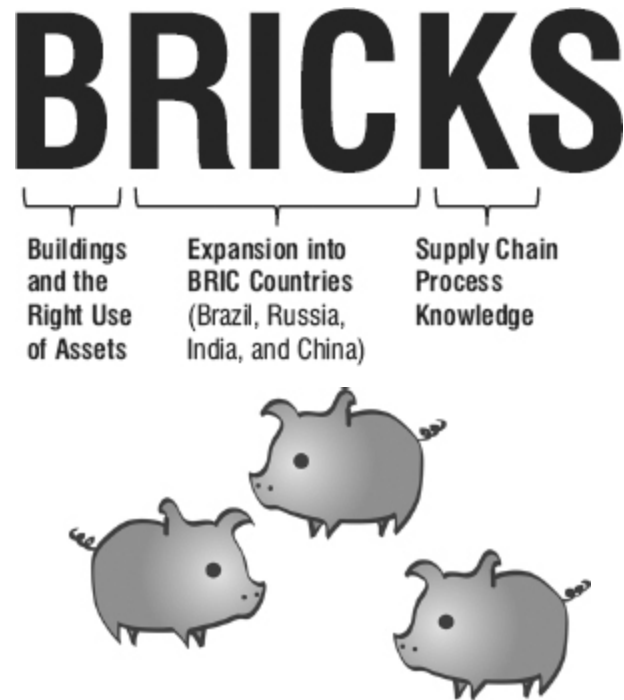 BRICKS
Buildings
and the
Right Use
of Assets
Expansion into
BRIC Countries
(Brazil, Russia,
India, and China)
Supply Chain
Process
Knowledge